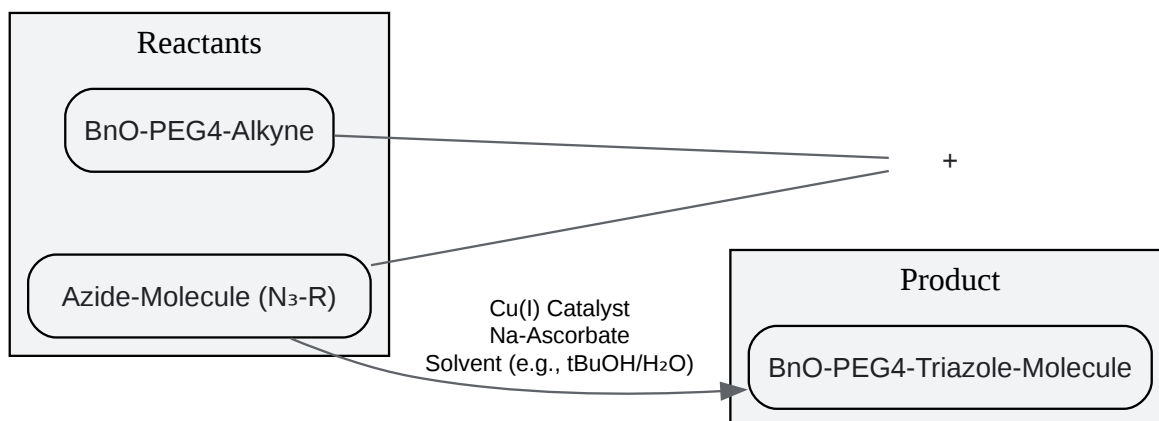 Reactants
BnO-PEG4-Alkyne
+
Azide-Molecule (N₃-R)
Product
Cu(I) Catalyst
Na-Ascorbate
Solvent (e.g., tBuOH/H₂O)
BnO-PEG4-Triazole-Molecule